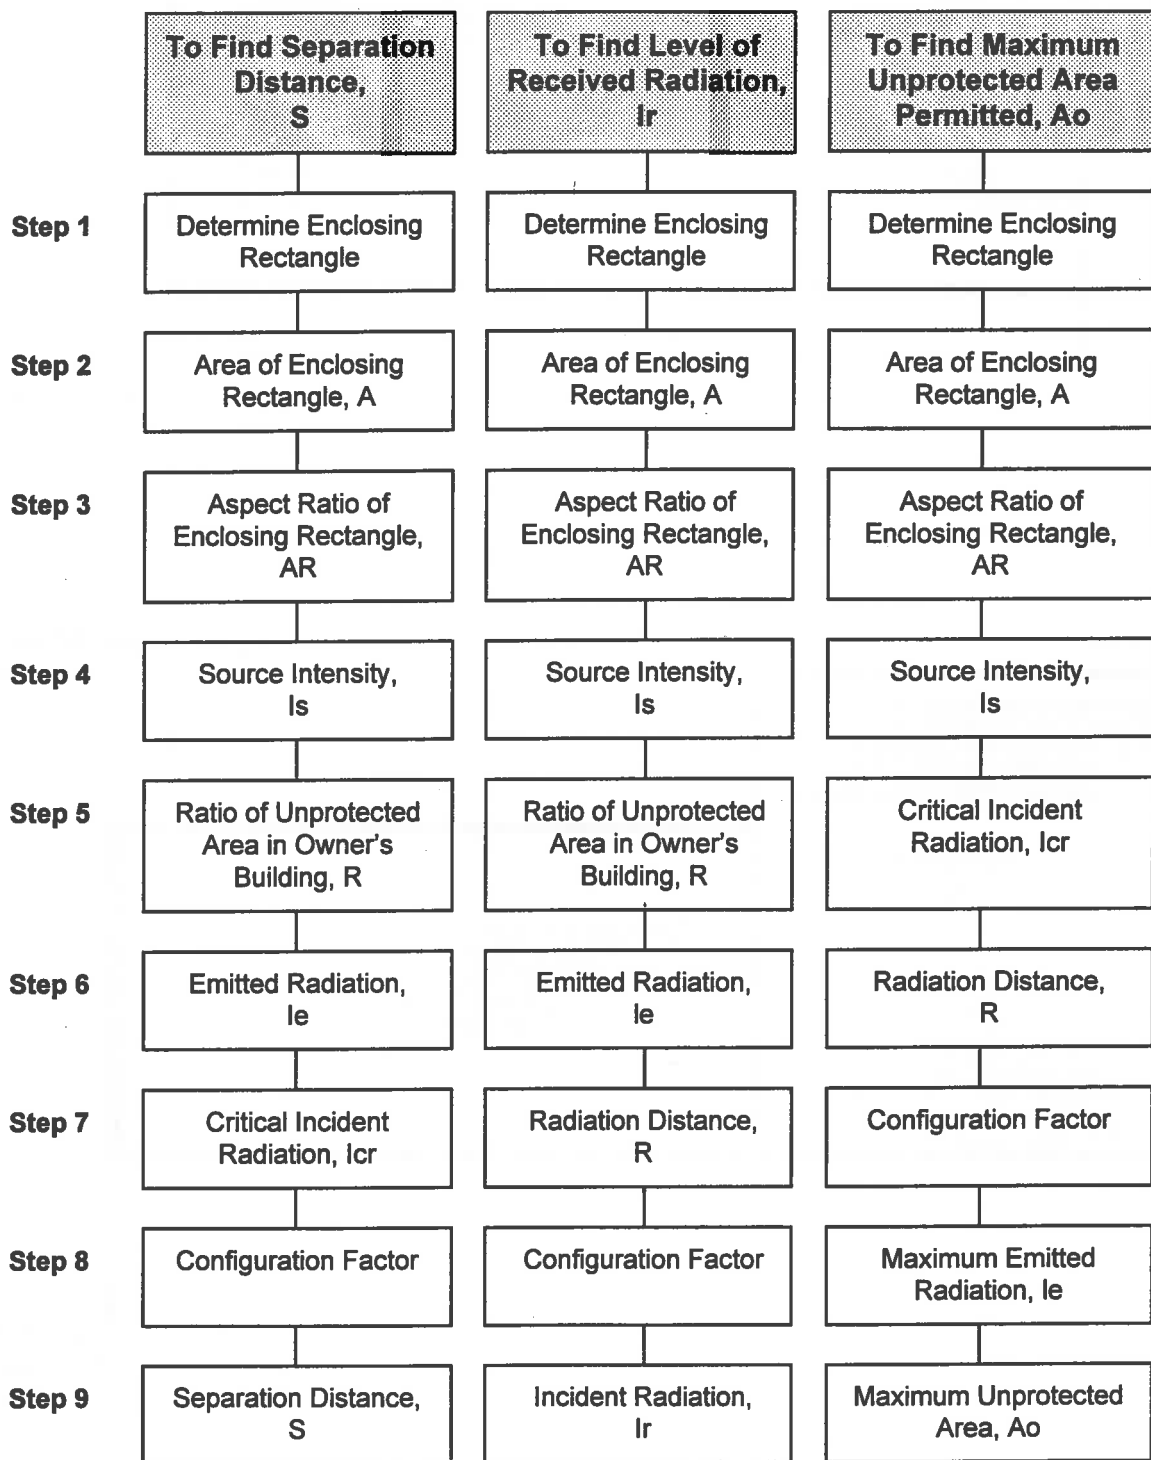 To Find Separation
Distance,
S
To Find Level of
Received Radiation,
Ir
To Find Maximum
Unprotected Area
Permitted, Ao
Step 1
Determine Enclosing
Rectangle
Determine Enclosing
Rectangle
Determine Enclosing
Rectangle
Step 2
Area of Enclosing
Rectangle, A
Area of Enclosing
Rectangle, A
Area of Enclosing
Rectangle, A
Step 3
Aspect Ratio of
Enclosing Rectangle,
AR
Aspect Ratio of
Enclosing Rectangle,
AR
Aspect Ratio of
Enclosing Rectangle,
AR
Step 4
Source Intensity,
Is
Source Intensity,
Is
Source Intensity,
Is
Step 5
Ratio of Unprotected
Area in Owner's
Building, R
Ratio of Unprotected
Area in Owner's
Building, R
Critical Incident
Radiation, Icr
Step 6
Emitted Radiation,
Ie
Emitted Radiation,
Ie
Radiation Distance,
R
Step 7
Critical Incident
Radiation, Icr
Radiation Distance,
R
Configuration Factor
Step 8
Configuration Factor
Configuration Factor
Maximum Emitted
Radiation, Ie
Step 9
Separation Distance,
S
Incident Radiation,
Ir
Maximum Unprotected
Area, Ao